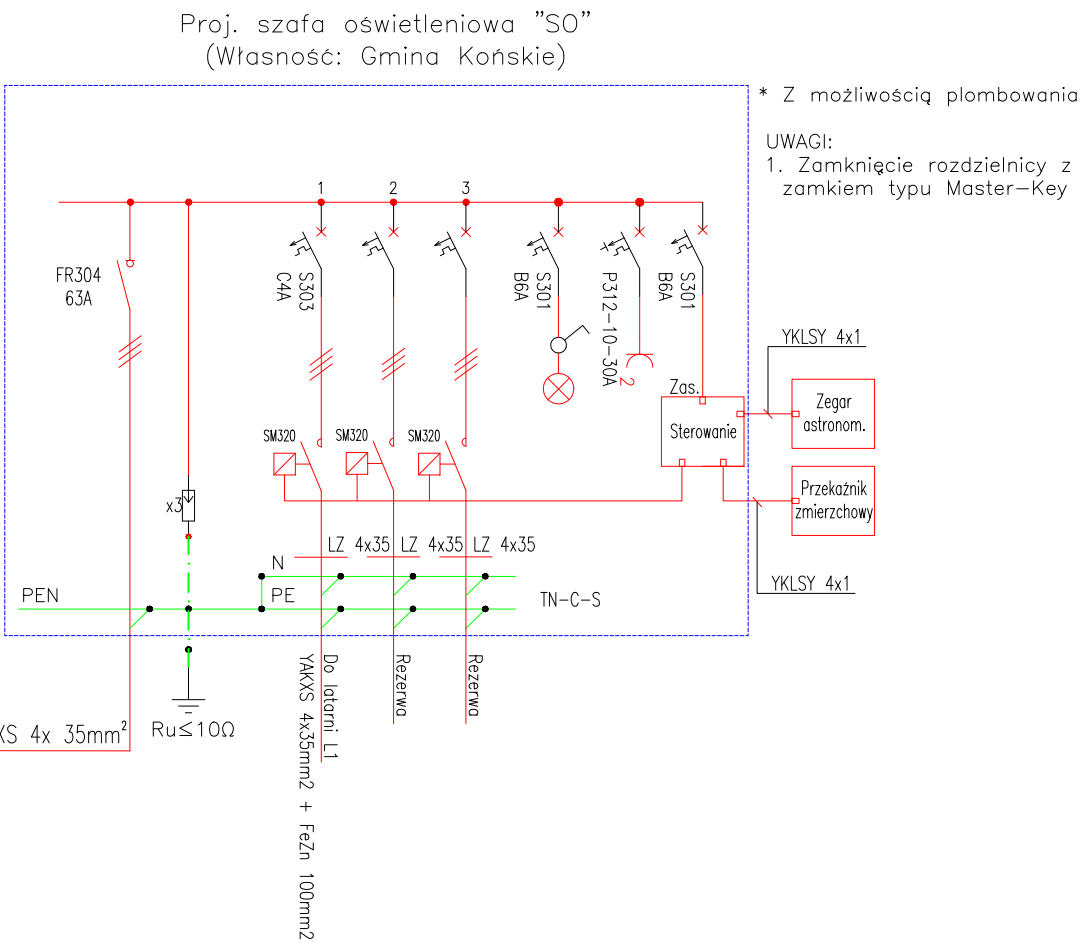 Proj. szafa oświetleniowa "SO"
(Własność: Gmina Końskie)
* Z możliwością plombowania
UWAGI:
1. Zamknięcie rozdzielnicy z
zamkiem typu Master-Key
1
2
3
FR304
63A
S303
C4A
S301
B6A
P312-10-30A
S301
B6A
2
Zas.
Sterowanie
YKLSY 4x1
Zegar
astronom.
Przekaźnik
zmierzchowy
YKLSY 4x1
SM320
SM320
SM320
x3
LZ 4x35
LZ 4x35
LZ 4x35
N
PE
PEN
TN-C-S
Do latarni L1
YAKXS 4x35mm2 + FeZn 100mm2
Rezerwa
Rezerwa
Ru≤10Ω
XS 4x 35mm²